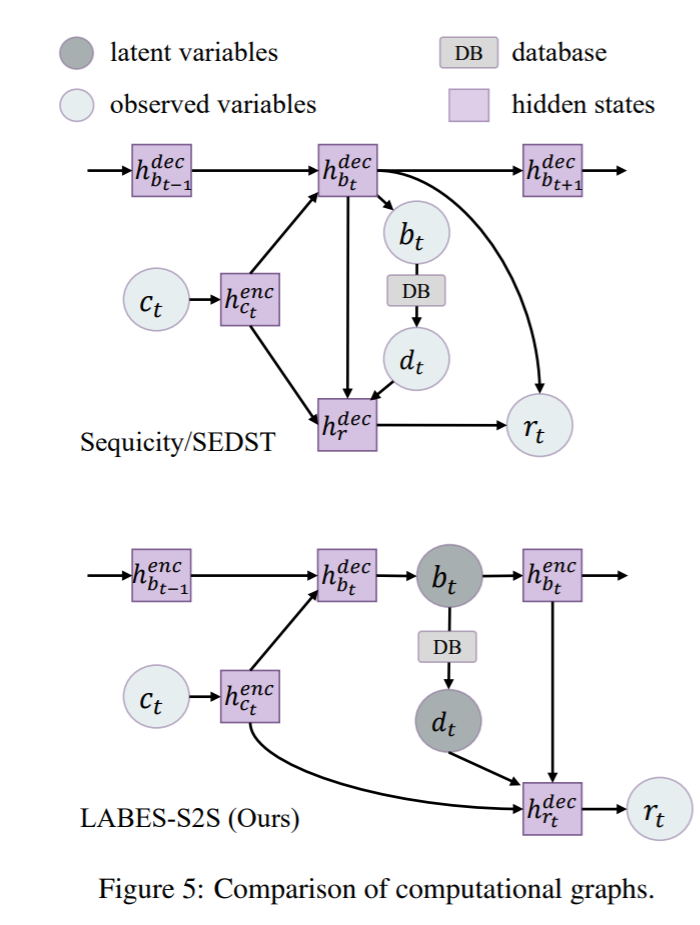 latent variables
DB database
observed variables
hidden states
h^{dec}_{b_{t-1}}
h^{dec}_{b_t}
h^{dec}_{b_{t+1}}
b_t
c_t
h^{enc}_{c_t}
DB
d_t
h^{dec}_r
r_t
Sequicity/SEDST
h^{enc}_{b_{t-1}}
h^{dec}_{b_t}
b_t
h^{enc}_{b_t}
DB
c_t
h^{enc}_{c_t}
d_t
LABES-S2S (Ours)
h^{dec}_{r_t}
r_t
Figure 5: Comparison of computational graphs.